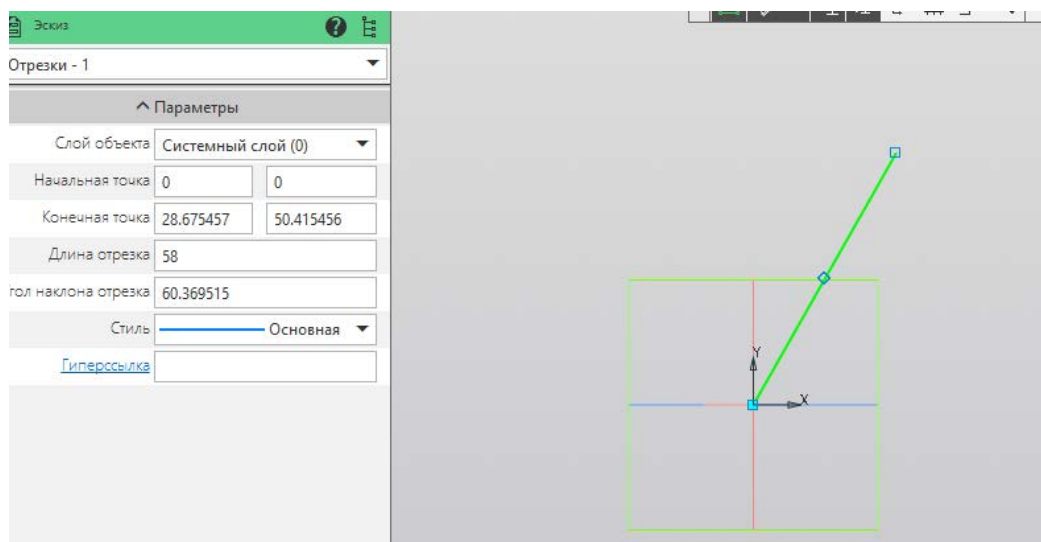 Эскиз
Отрезки - 1
Параметры
Слой объекта Системный слой (0)
Начальная точка 0 0
Конечная точка 28.675457 50.415456
Длина отрезка 58
гол наклона отрезка 60.369515
Стиль Основная
Гиперссылка
Y
X